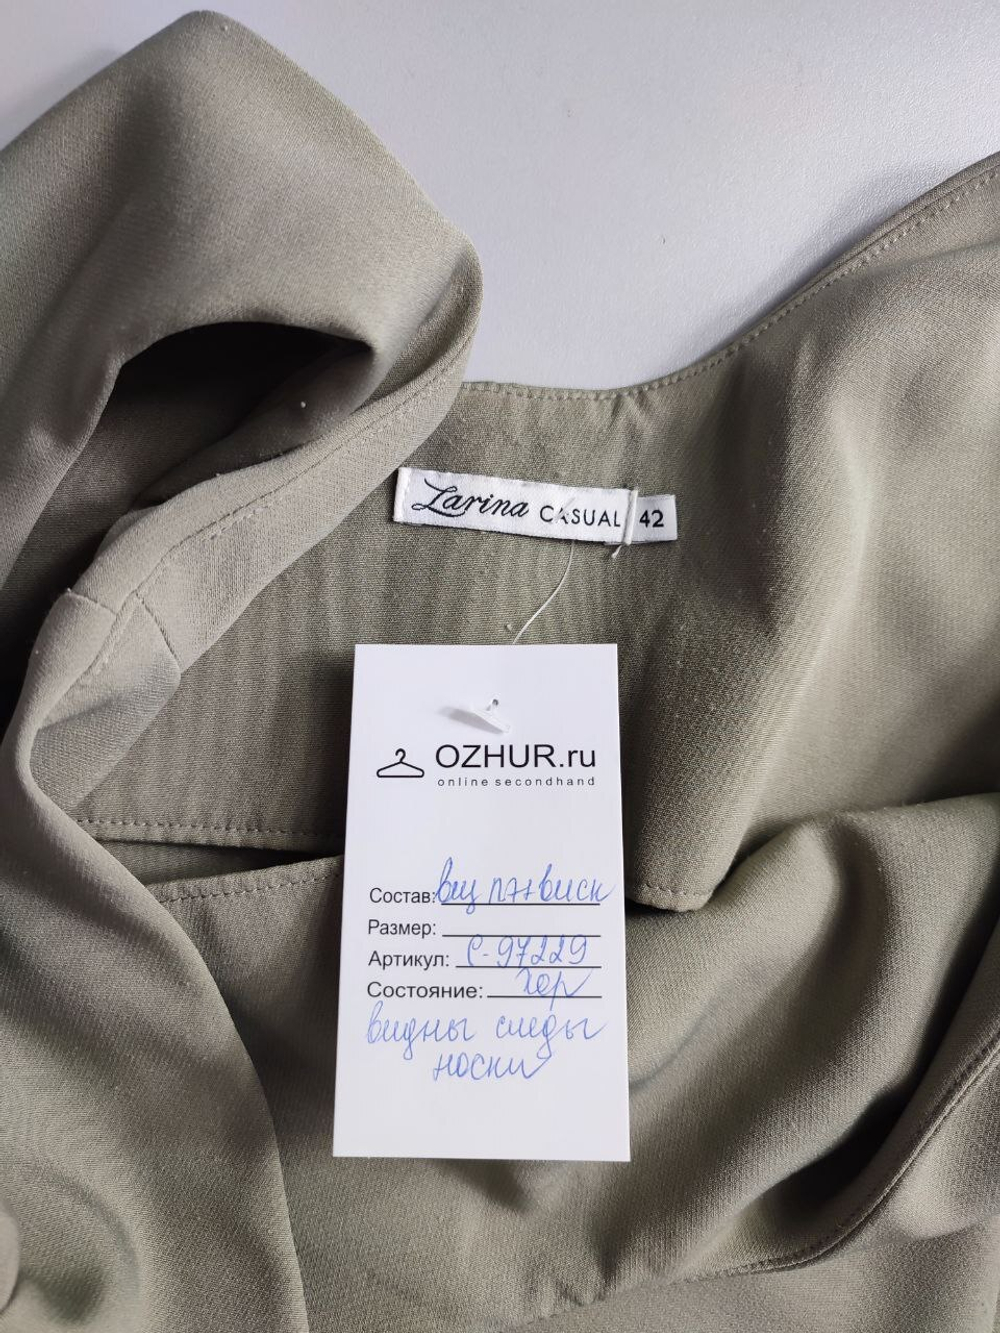 Larina CASUAL 42
OZHUR.ru
online secondhand
Состав: виз пэ+виск
Размер:
Артикул: С-97229
Состояние: хор
видны следы
носки